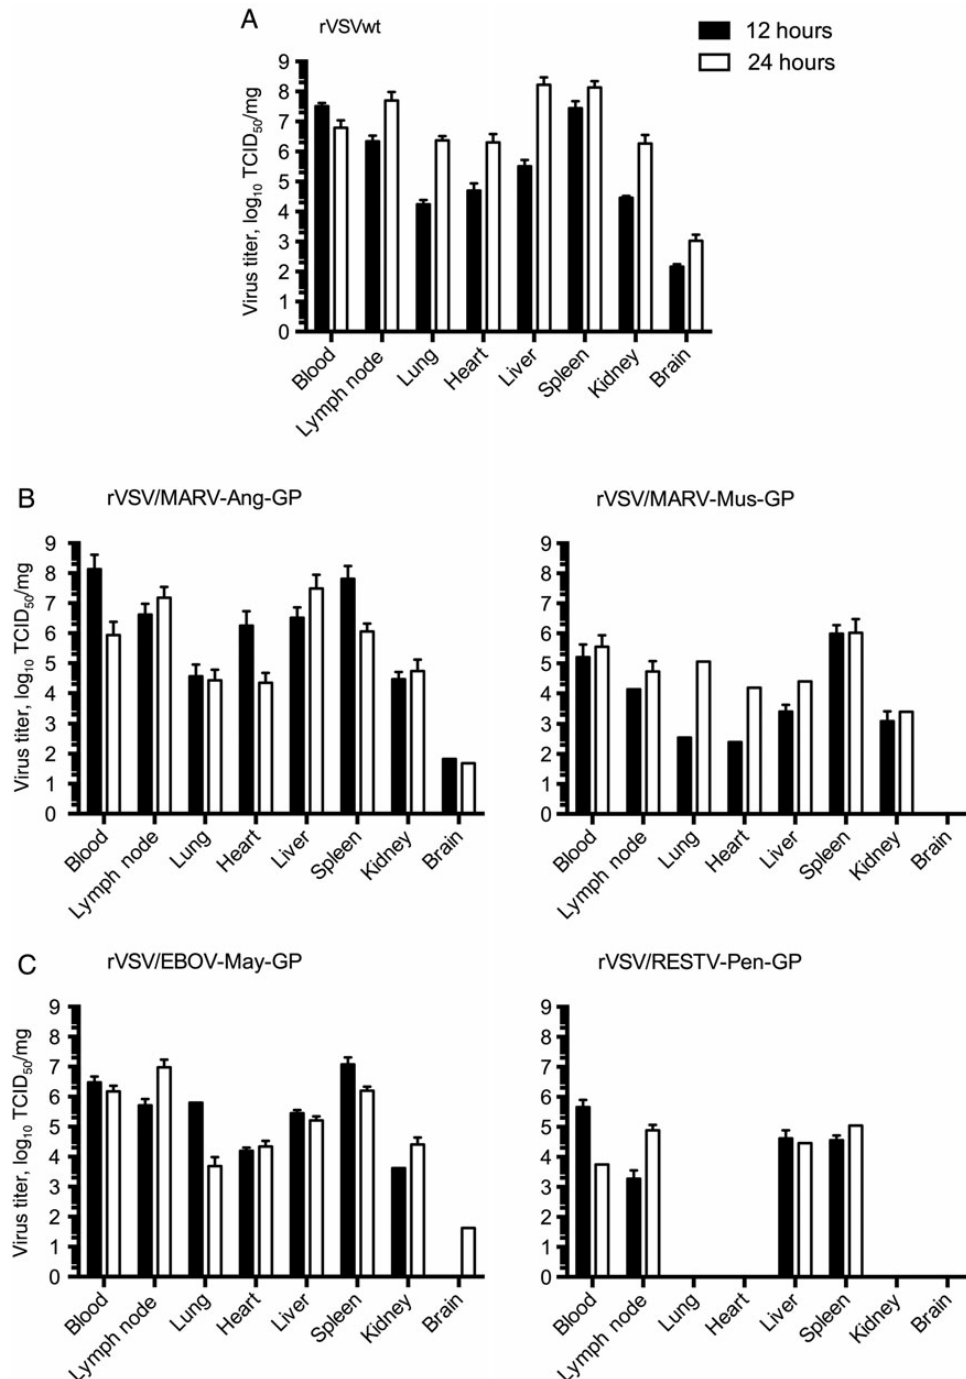 A
rVSVwt
12 hours
24 hours
Virus titer, log10 TCID50/mg
9
8
7
6
5
4
3
2
1
0
Blood
Lymph node
Lung
Heart
Liver
Spleen
Kidney
Brain
B
rVSV/MARV-Ang-GP
Virus titer, log10 TCID50/mg
9
8
7
6
5
4
3
2
1
0
Blood
Lymph node
Lung
Heart
Liver
Spleen
Kidney
Brain
rVSV/MARV-Mus-GP
9
8
7
6
5
4
3
2
1
0
Blood
Lymph node
Lung
Heart
Liver
Spleen
Kidney
Brain
C
rVSV/EBOV-May-GP
Virus titer, log10 TCID50/mg
9
8
7
6
5
4
3
2
1
0
Blood
Lymph node
Lung
Heart
Liver
Spleen
Kidney
Brain
rVSV/RESTV-Pen-GP
9
8
7
6
5
4
3
2
1
0
Blood
Lymph node
Lung
Heart
Liver
Spleen
Kidney
Brain